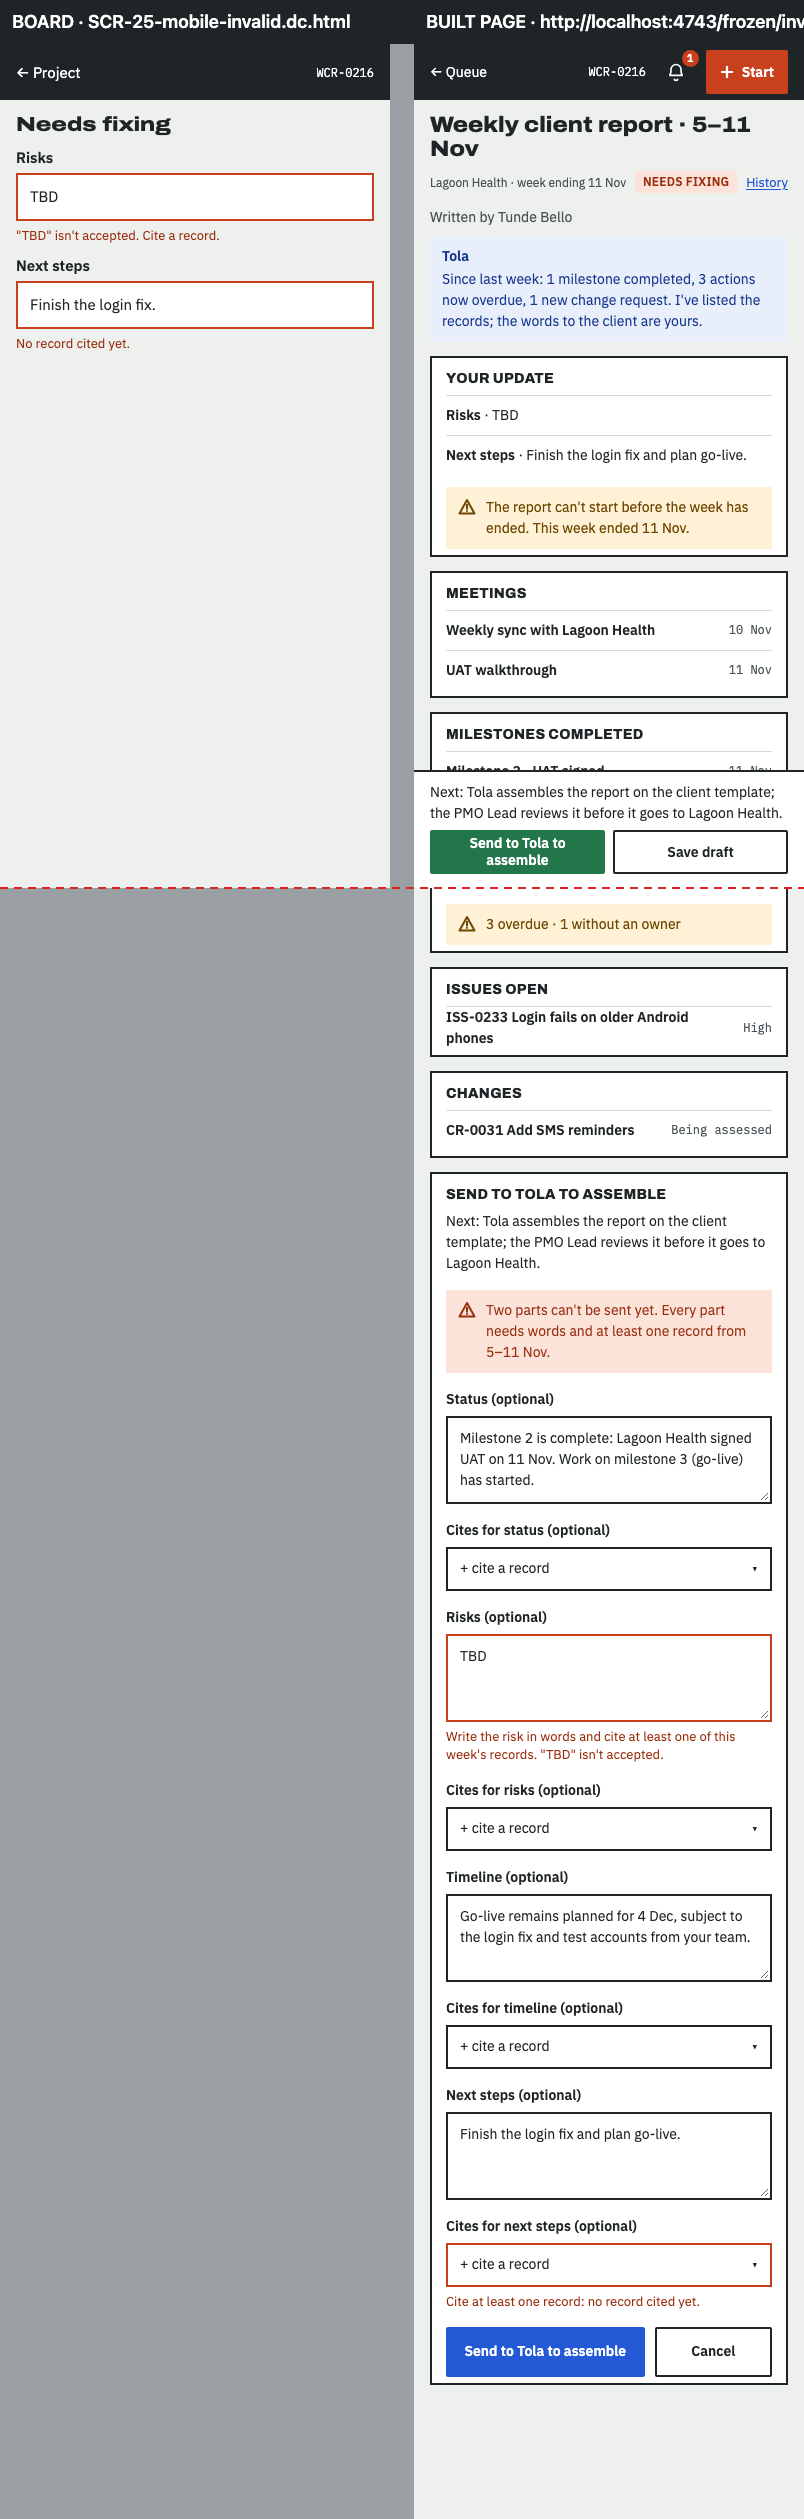 BOARD · SCR-25-mobile-invalid.dc.html
← Project
WCR-0216
Needs fixing
Risks
TBD
"TBD" isn't accepted. Cite a record.
Next steps
Finish the login fix.
No record cited yet.
BUILT PAGE · http://localhost:4743/frozen/inv
← Queue
WCR-0216
1
+ Start
Weekly client report · 5–11
Nov
Lagoon Health · week ending 11 Nov
NEEDS FIXING
History
Written by Tunde Bello
Tola
Since last week: 1 milestone completed, 3 actions
now overdue, 1 new change request. I've listed the
records; the words to the client are yours.
YOUR UPDATE
Risks · TBD
Next steps · Finish the login fix and plan go-live.
The report can't start before the week has
ended. This week ended 11 Nov.
MEETINGS
Weekly sync with Lagoon Health 10 Nov
UAT walkthrough 11 Nov
MILESTONES COMPLETED
Milestone 2 · UAT signed 11 Nov
Next: Tola assembles the report on the client template;
the PMO Lead reviews it before it goes to Lagoon Health.
Send to Tola to
assemble
Save draft
3 overdue · 1 without an owner
ISSUES OPEN
ISS-0233 Login fails on older Android
phones
High
CHANGES
CR-0031 Add SMS reminders Being assessed
SEND TO TOLA TO ASSEMBLE
Next: Tola assembles the report on the client
template; the PMO Lead reviews it before it goes to
Lagoon Health.
Two parts can't be sent yet. Every part
needs words and at least one record from
5–11 Nov.
Status (optional)
Milestone 2 is complete: Lagoon Health signed
UAT on 11 Nov. Work on milestone 3 (go-live)
has started.
Cites for status (optional)
+ cite a record
Risks (optional)
TBD
Write the risk in words and cite at least one of this
week's records. "TBD" isn't accepted.
Cites for risks (optional)
+ cite a record
Timeline (optional)
Go-live remains planned for 4 Dec, subject to
the login fix and test accounts from your team.
Cites for timeline (optional)
+ cite a record
Next steps (optional)
Finish the login fix and plan go-live.
Cites for next steps (optional)
+ cite a record
Cite at least one record: no record cited yet.
Send to Tola to assemble
Cancel